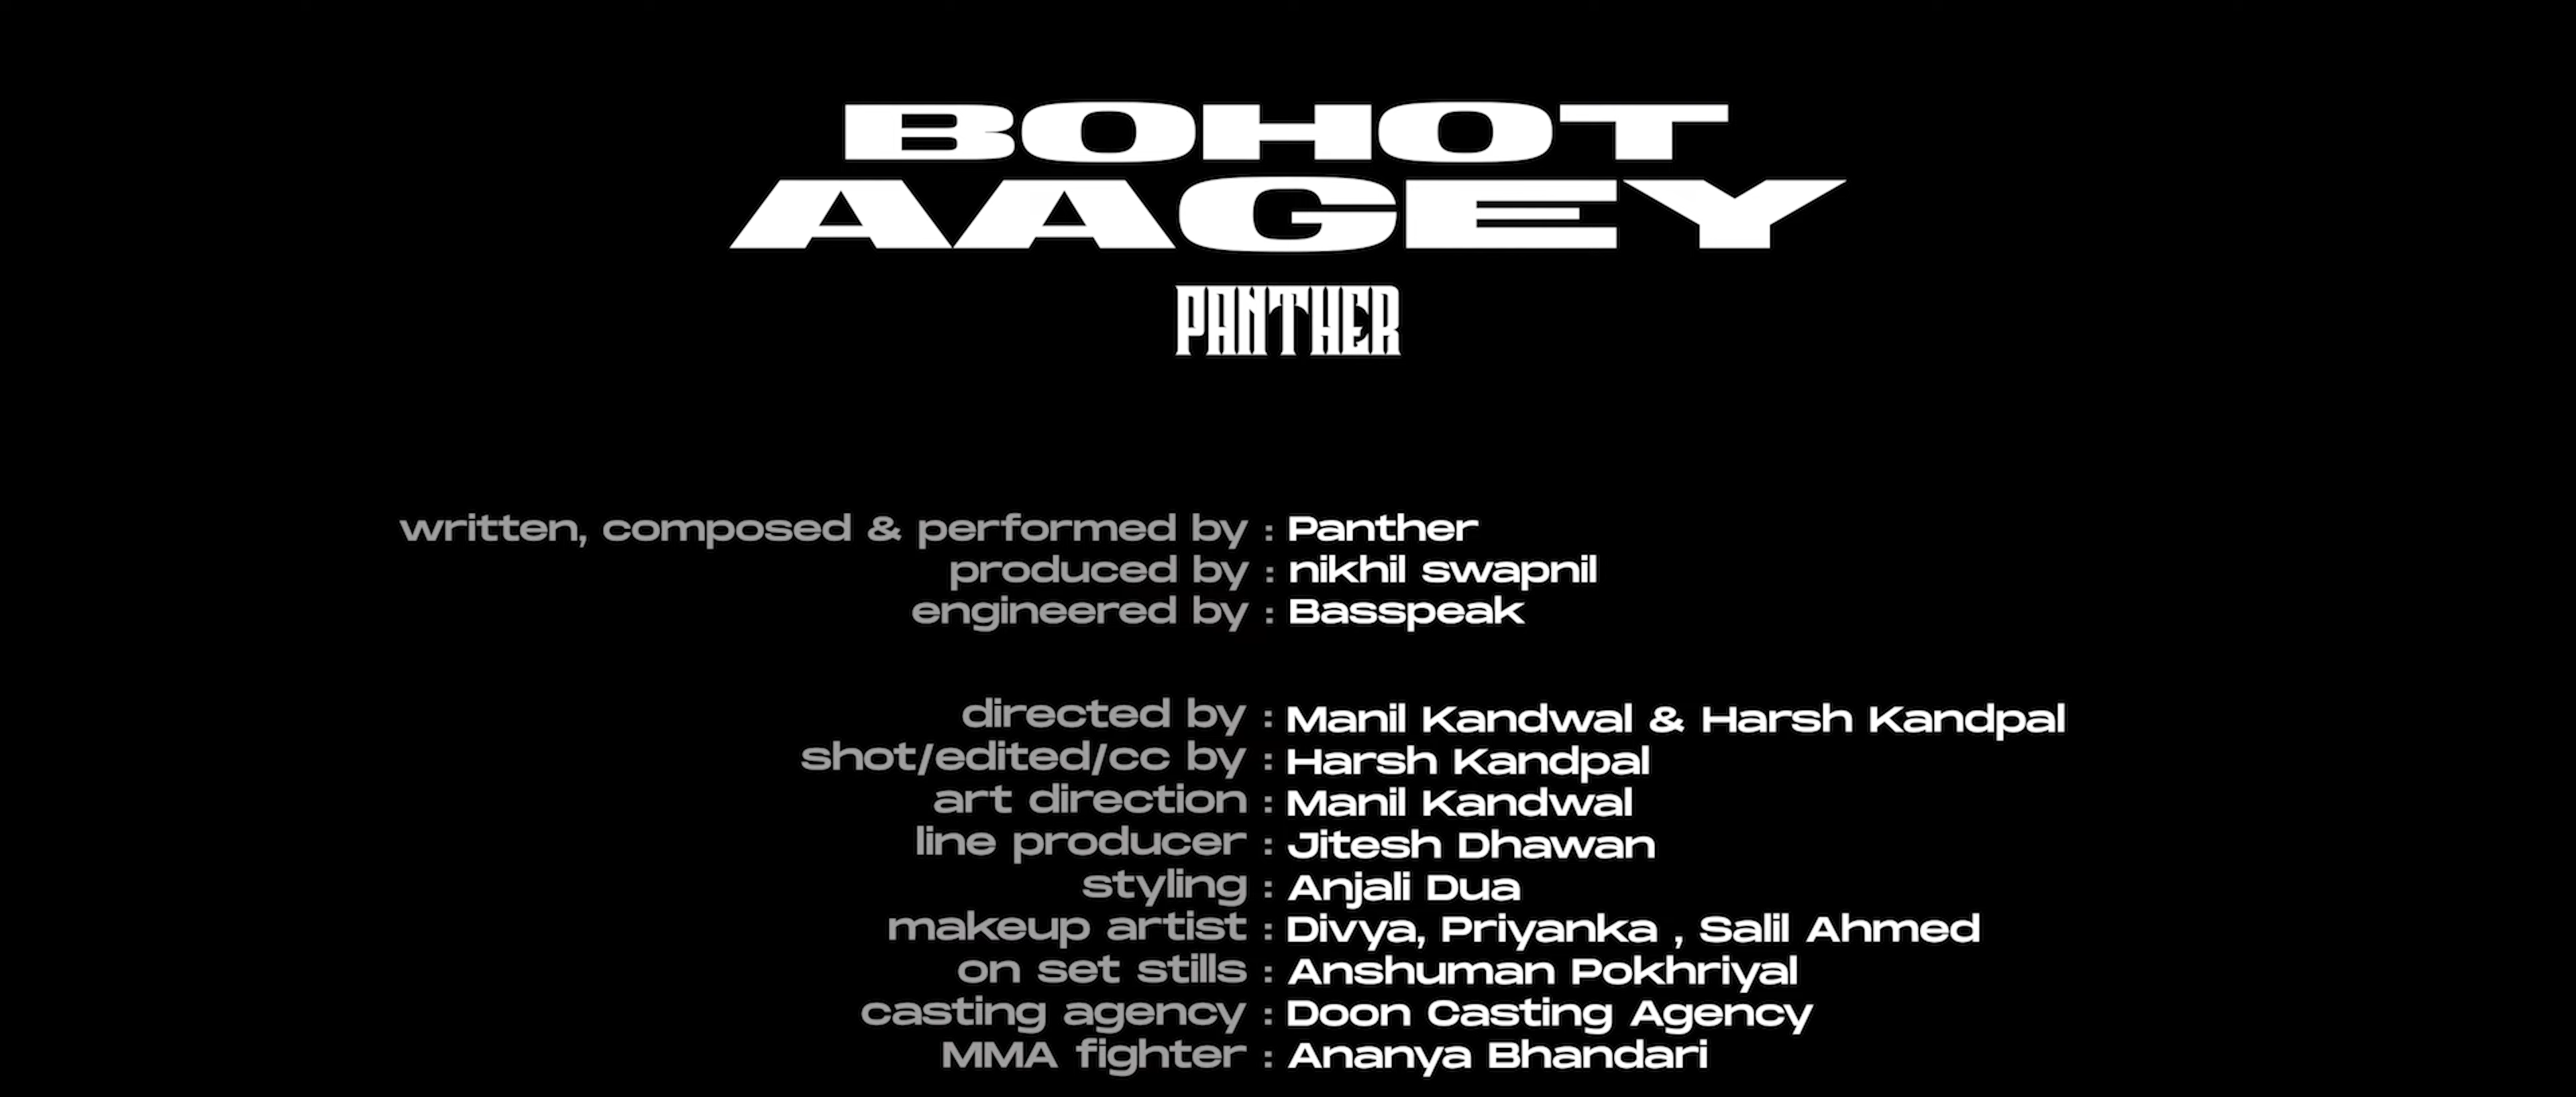 BOHOT
AAGEY
PANTHER
written, composed & performed by : Panther
produced by : nikhil swapnil
engineered by : Basspeak
directed by : Manil Kandwal & Harsh Kandpal
shot/edited/cc by : Harsh Kandpal
art direction : Manil Kandwal
line producer : Jitesh Dhawan
styling : Anjali Dua
makeup artist : Divya, Priyanka , Salil Ahmed
on set stills : Anshuman Pokhriyal
casting agency : Doon Casting Agency
MMA fighter : Ananya Bhandari